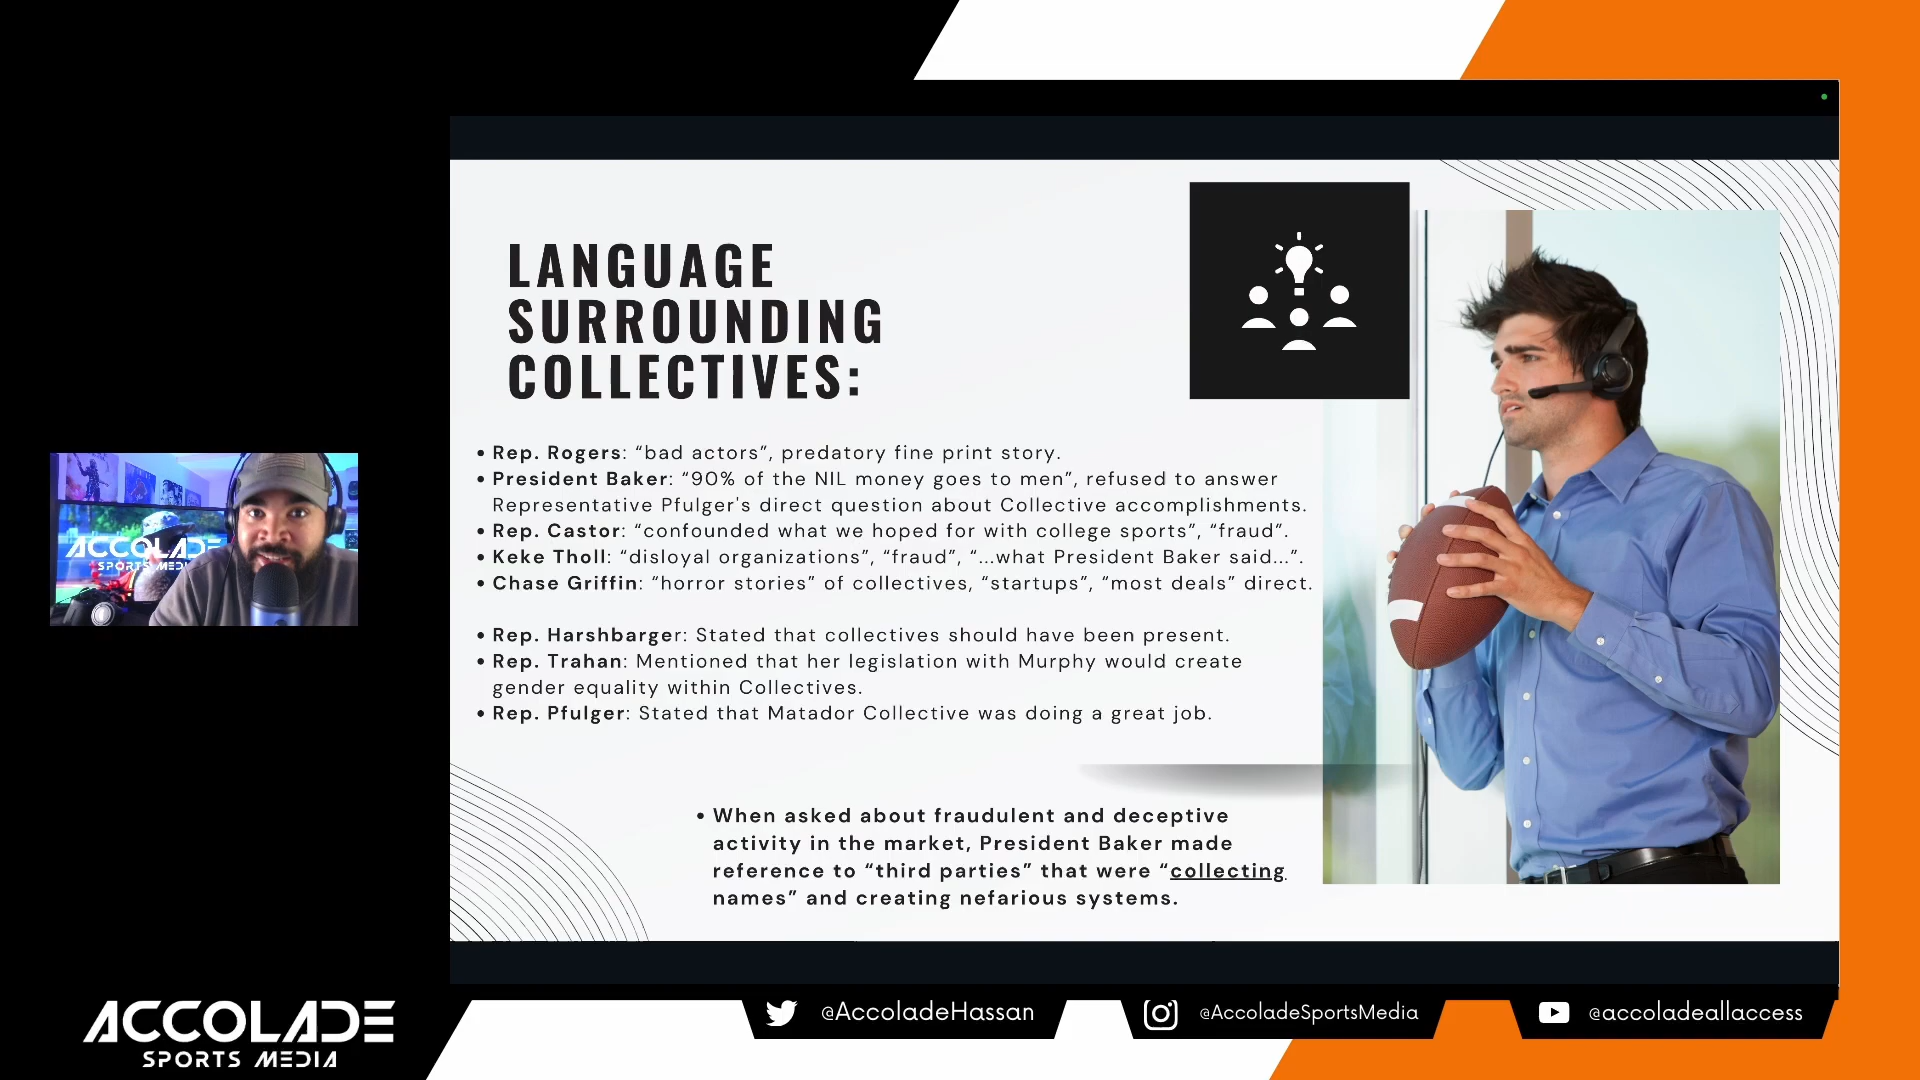 LANGUAGE
SURROUNDING
COLLECTIVES:
• Rep. Rogers: “bad actors”, predatory fine print story.
• President Baker: “90% of the NIL money goes to men”, refused to answer
Representative Pfulger's direct question about Collective accomplishments.
• Rep. Castor: “confounded what we hoped for with college sports”, “fraud”.
• Keke Tholl: “disloyal organizations”, “fraud”, “...what President Baker said...”.
• Chase Griffin: “horror stories” of collectives, “startups”, “most deals” direct.
• Rep. Harshbarger: Stated that collectives should have been present.
• Rep. Trahan: Mentioned that her legislation with Murphy would create
gender equality within Collectives.
• Rep. Pfulger: Stated that Matador Collective was doing a great job.
• When asked about fraudulent and deceptive
activity in the market, President Baker made
reference to “third parties” that were “collecting
names” and creating nefarious systems.
ACCOLADE
SPORTS MEDIA
ACCOLADE
SPORTS MEDIA
@AccoladeHassan
@AccoladeSportsMedia
@accoladeallaccess